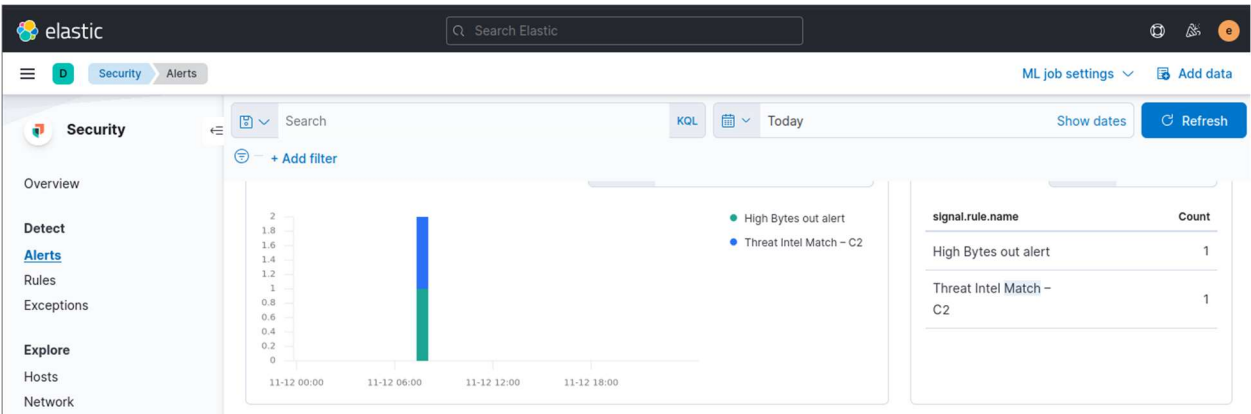 elastic
Search Elastic
e
D
Security
Alerts
ML job settings
Add data
Security
Search
KQL
Today
Show dates
Refresh
+ Add filter
Overview
Detect
Alerts
Rules
Exceptions
Explore
Hosts
Network
2
1.8
1.6
1.4
1.2
1
0.8
0.6
0.4
0.2
0
11-12 00:00
11-12 06:00
11-12 12:00
11-12 18:00
High Bytes out alert
Threat Intel Match – C2
signal.rule.name
Count
High Bytes out alert
1
Threat Intel Match –
C2
1